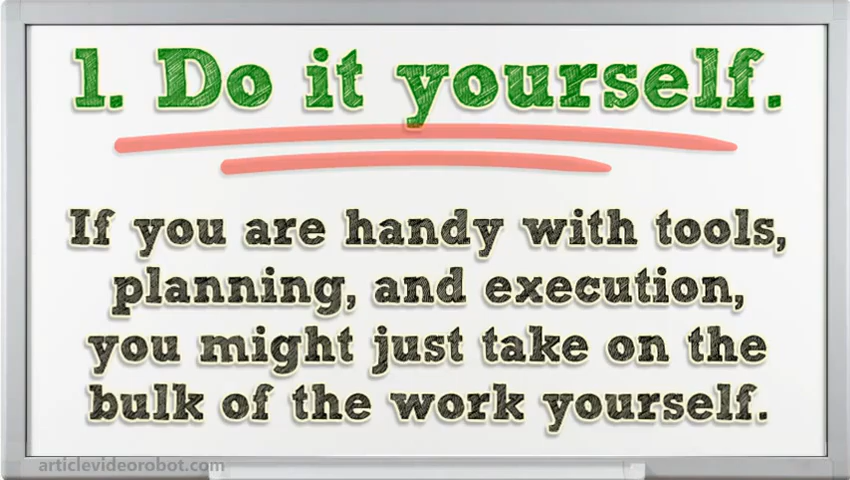 1. Do it yourself.
If you are handy with tools,
planning, and execution,
you might just take on the
bulk of the work yourself.
articlevideorobot.com